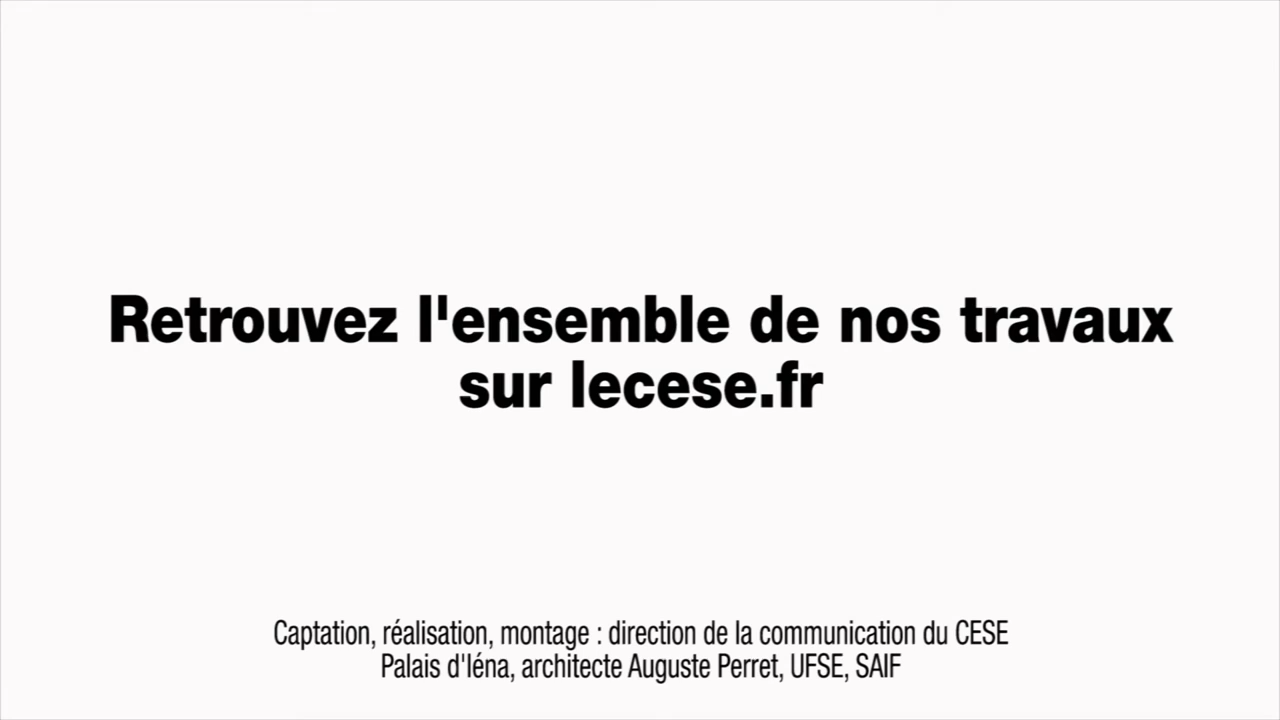 Retrouvez l'ensemble de nos travaux
sur lecese.fr
Captation, réalisation, montage : direction de la communication du CESE
Palais d'Iéna, architecte Auguste Perret, UFSE, SAIF